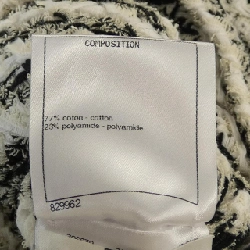 COMPOSITION
77% coton - cotton
23% polyamide - polyamide
829962